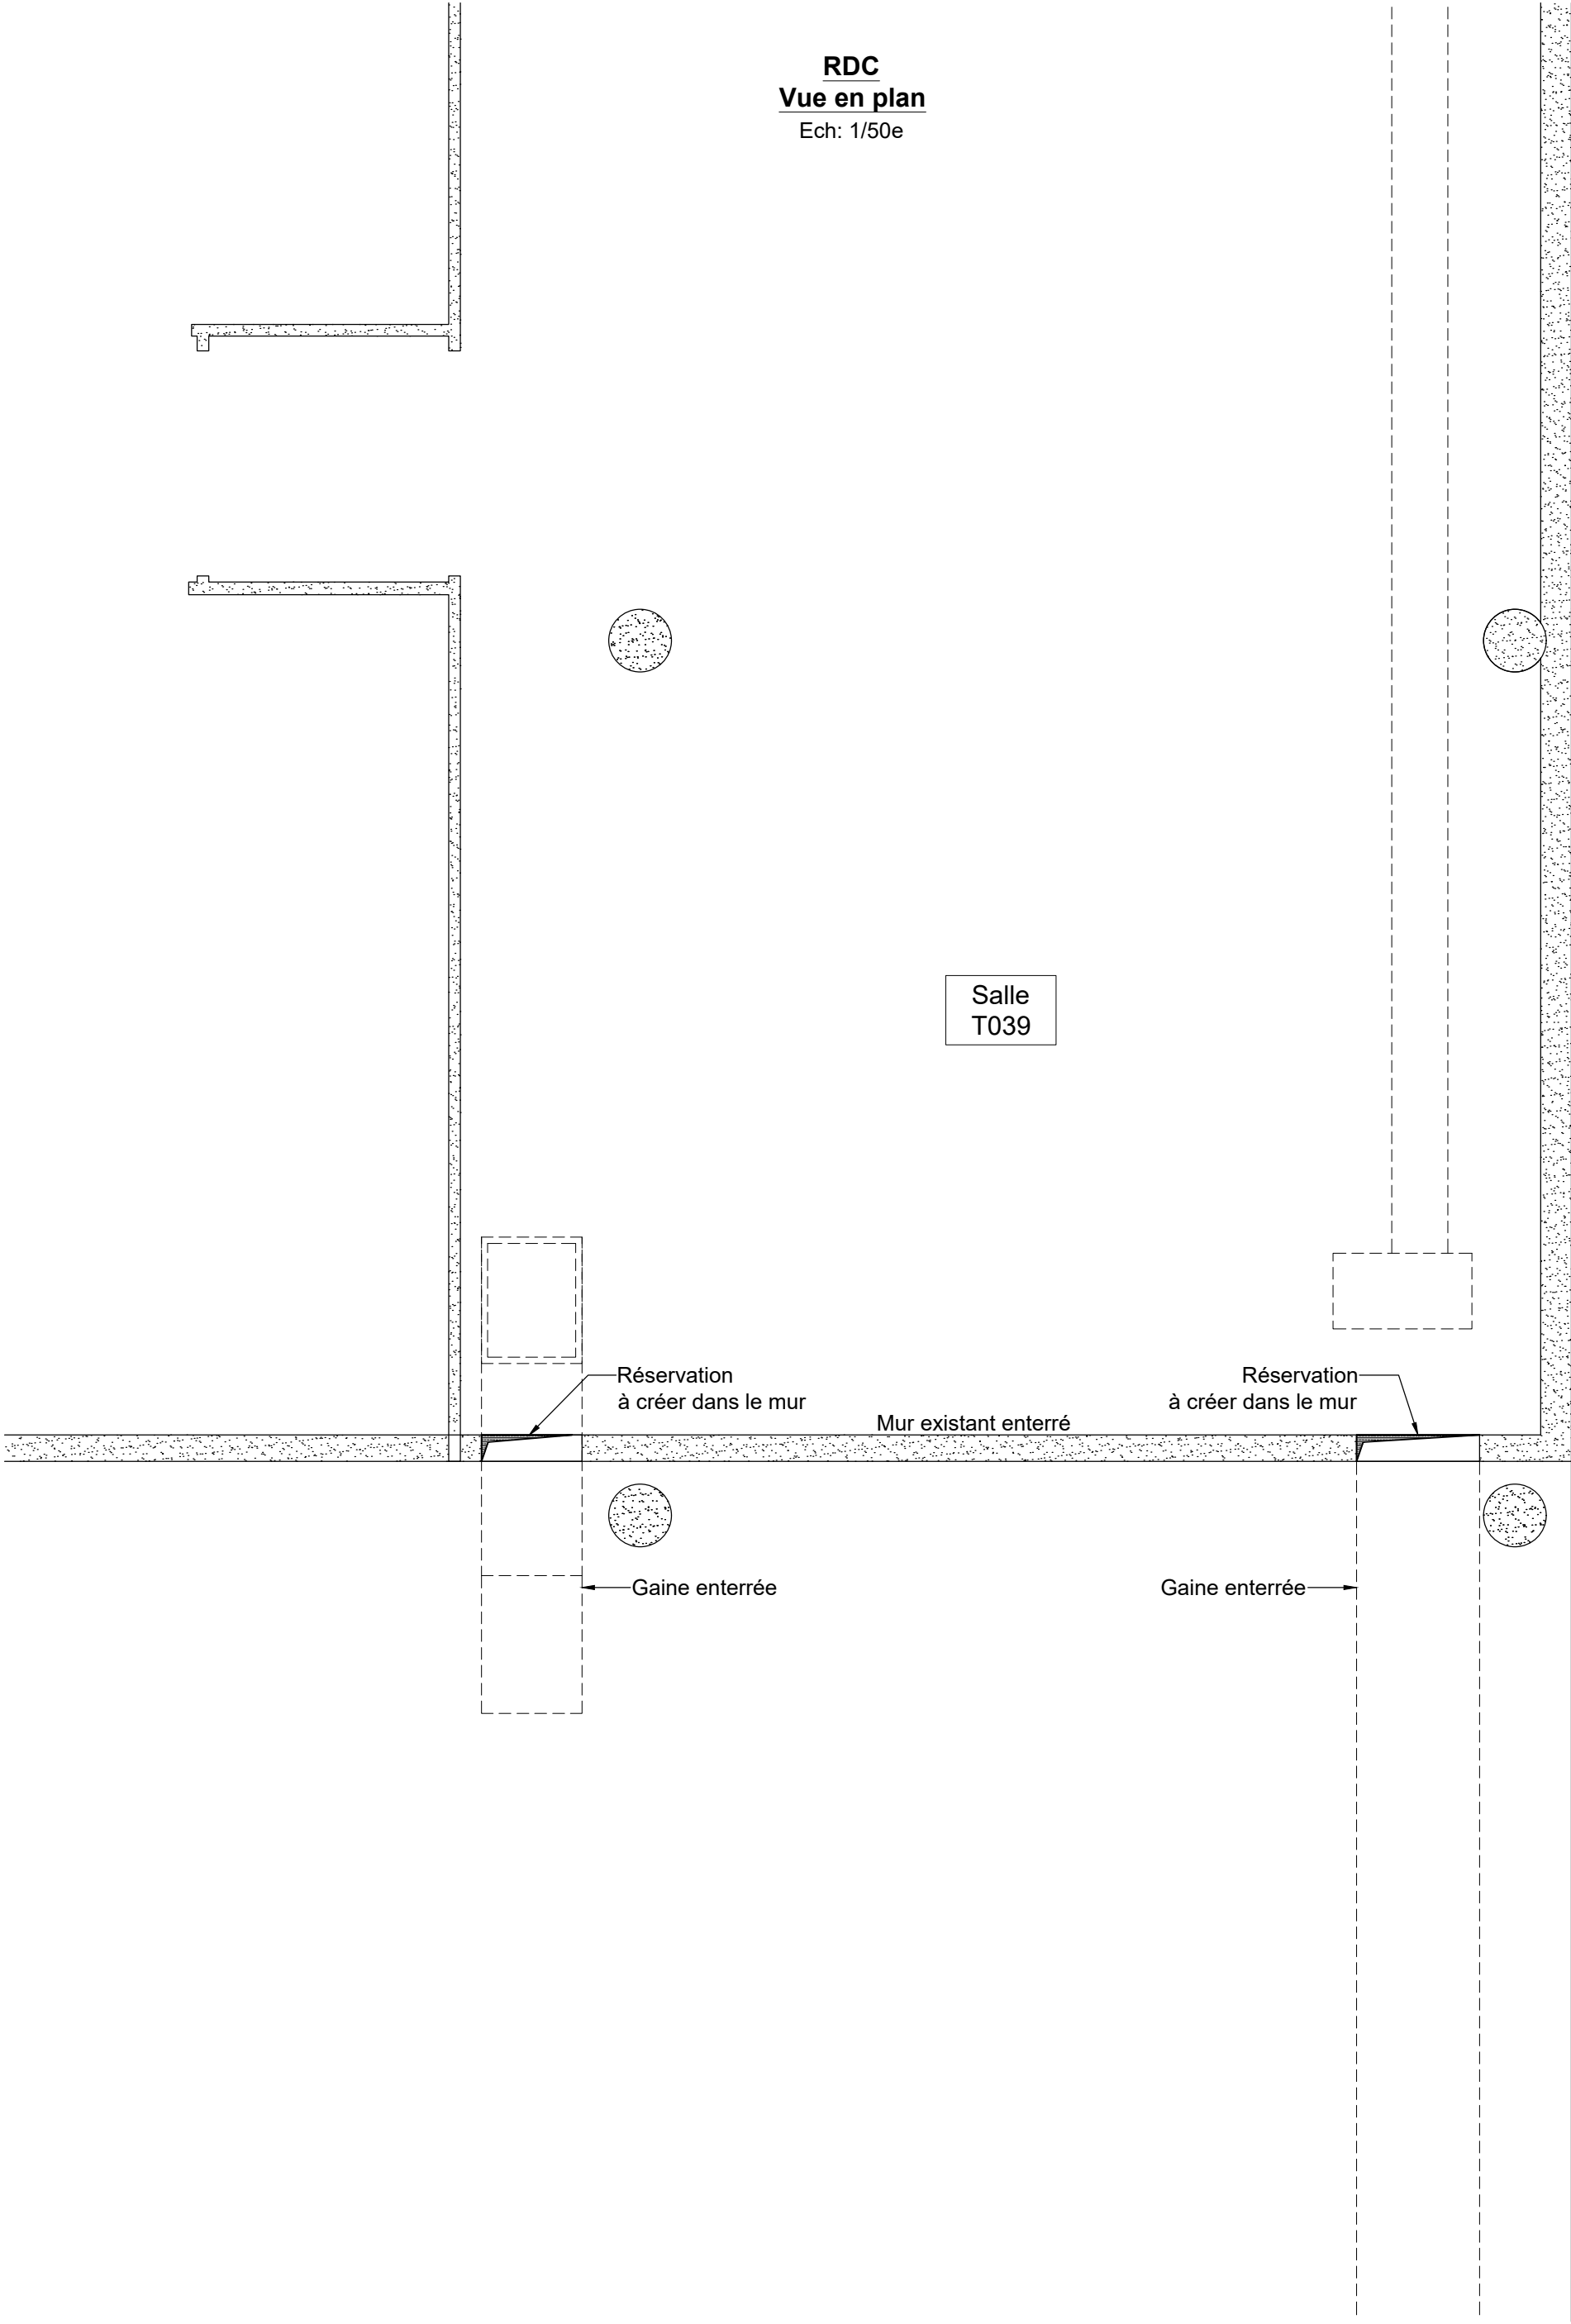 RDC
Vue en plan
Ech: 1/50e
Salle
T039
Réservation
à créer dans le mur
Réservation
à créer dans le mur
Mur existant enterré
Gaine enterrée
Gaine enterrée